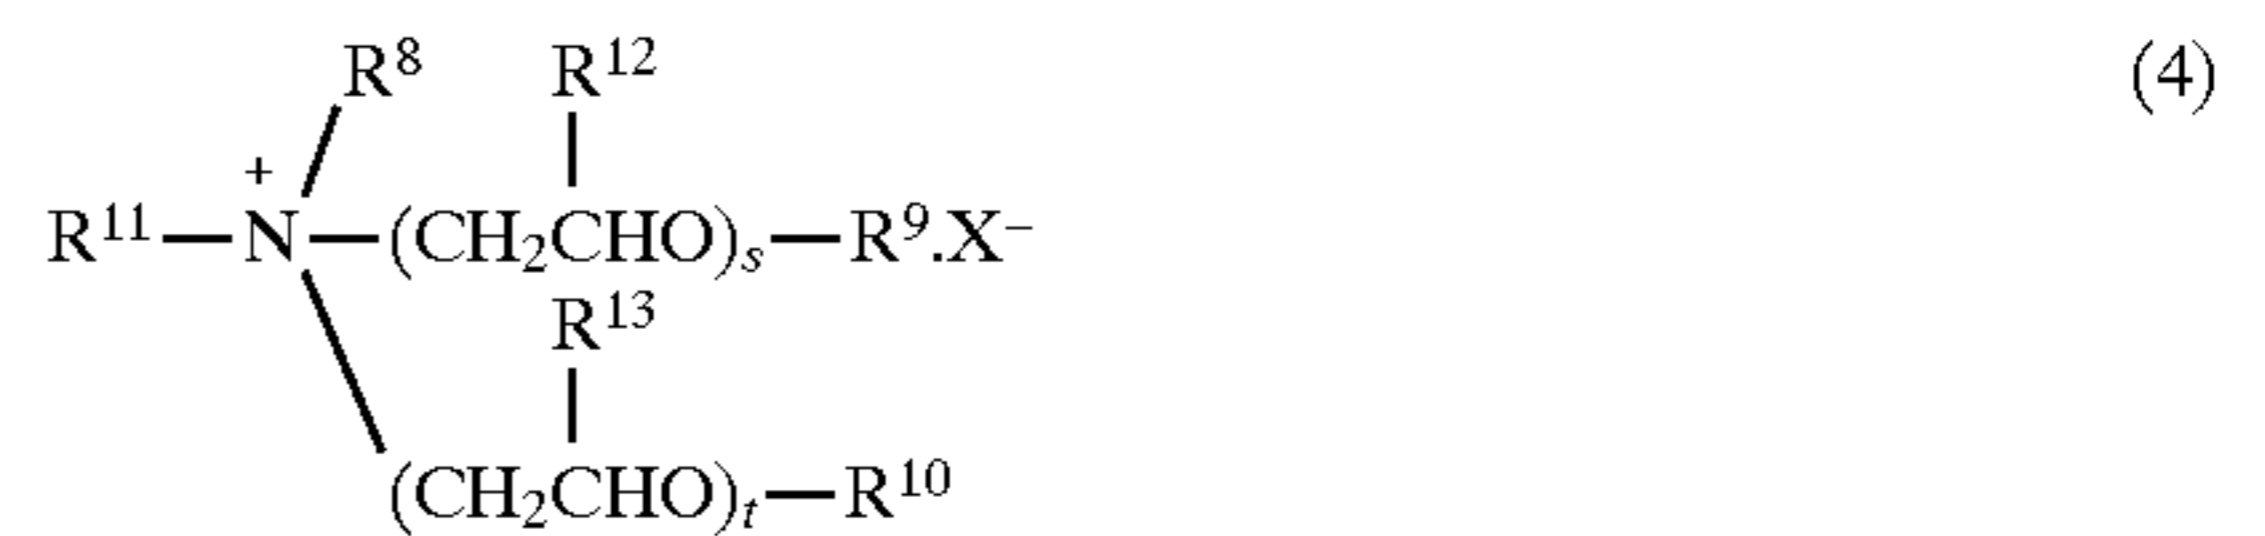 R⁸ R¹² (4)
+
R¹¹—N—(CH₂CHO)ₛ—R⁹.X⁻
R¹³
(CH₂CHO)ₜ—R¹⁰